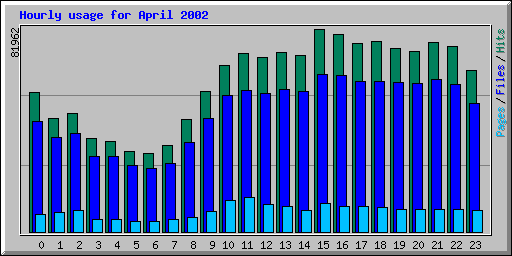 Hourly usage for April 2002
81962
Pages/Files/Hits
0 1 2 3 4 5 6 7 8 9 10 11 12 13 14 15 16 17 18 19 20 21 22 23